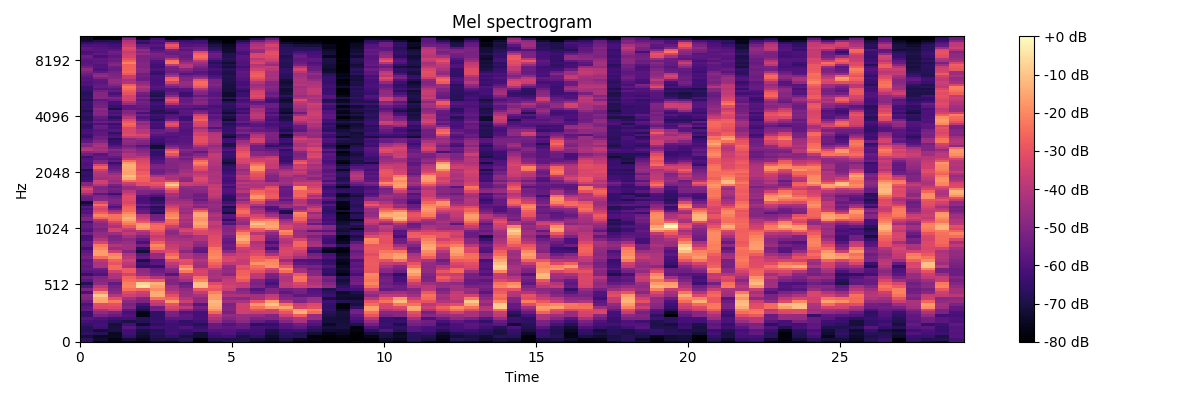 Mel spectrogram
8192
4096
2048
1024
512
0
Hz
0 5 10 15 20 25
Time
+0 dB
-10 dB
-20 dB
-30 dB
-40 dB
-50 dB
-60 dB
-70 dB
-80 dB